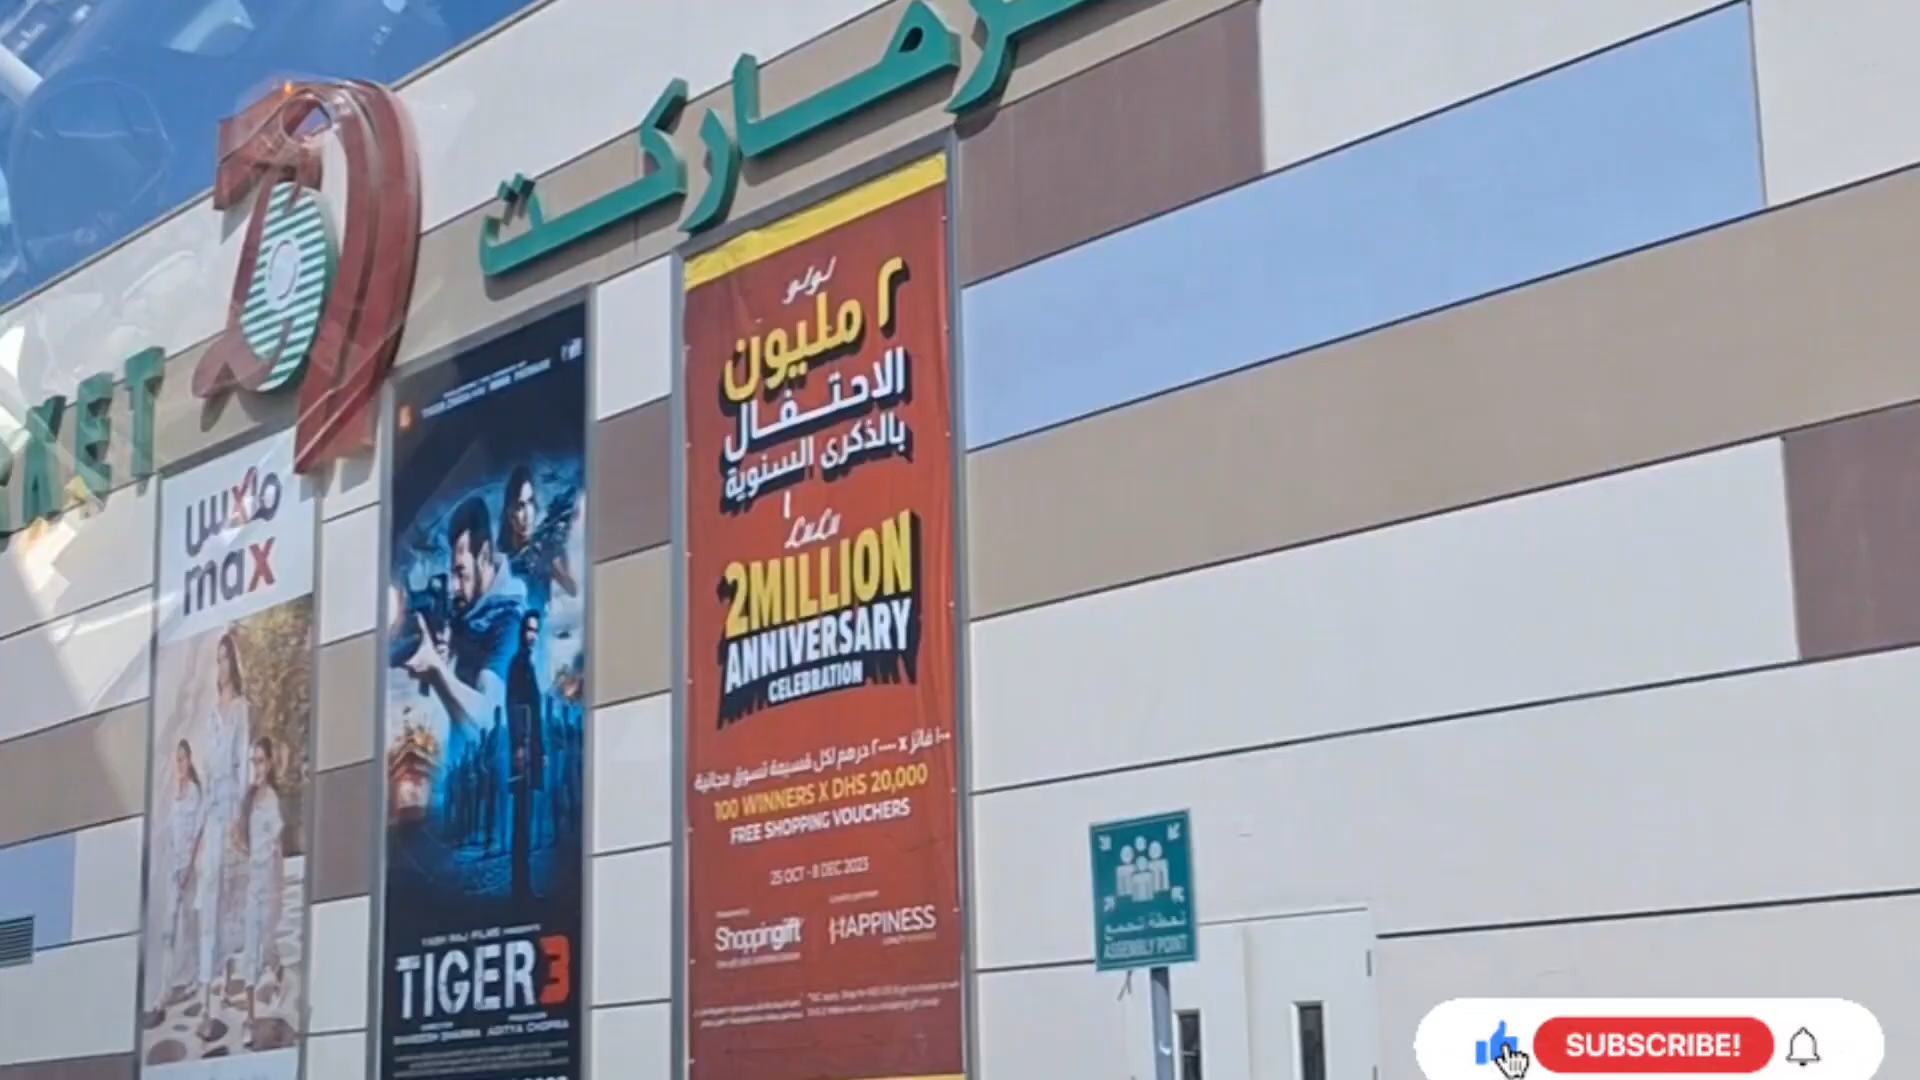 رماركت
KET
ماكس
max
TIGER 3
لولو
٢ مليون
الاحتفال
بالذكرى السنوية
LuLu
2MILLION
ANNIVERSARY
CELEBRATION
١٠٠ فائز x ٢٠٠٠٠ درهم لكل قسيمة تسوق مجانية
100 WINNERS X DHS 20,000
FREE SHOPPING VOUCHERS
25 OCT - 8 DEC 2023
Shoppingift
HAPPINESS
نقطة تجمع
ASSEMBLY POINT
SUBSCRIBE!